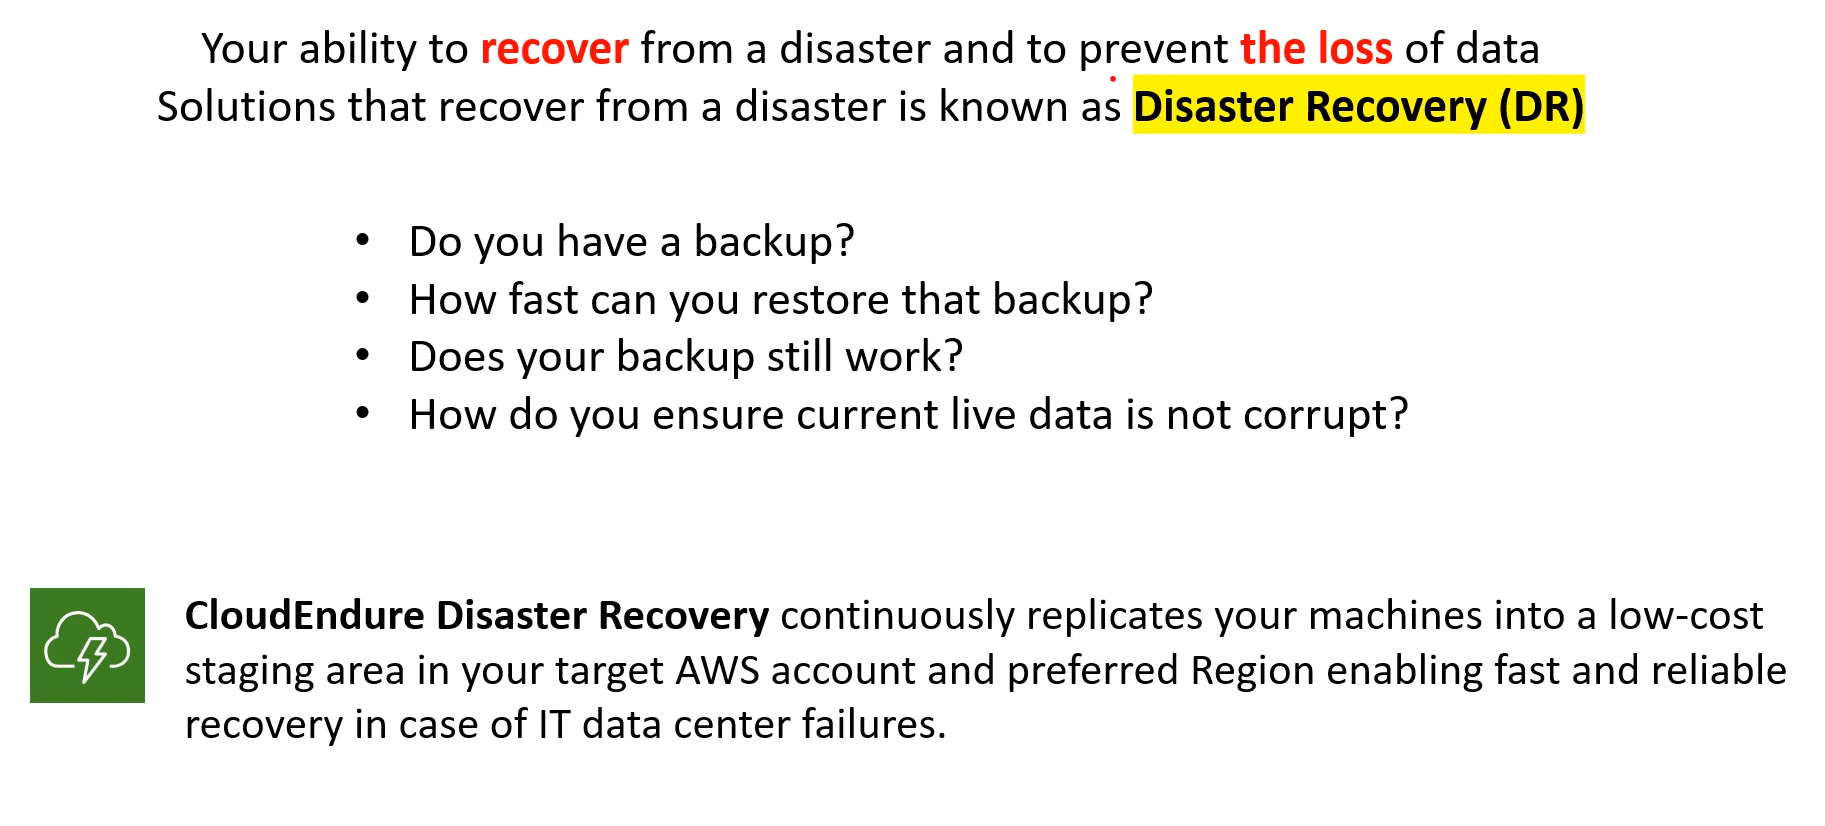 Your ability to recover from a disaster and to prevent the loss of data
Solutions that recover from a disaster is known as Disaster Recovery (DR)
• Do you have a backup?
• How fast can you restore that backup?
• Does your backup still work?
• How do you ensure current live data is not corrupt?
CloudEndure Disaster Recovery continuously replicates your machines into a low-cost
staging area in your target AWS account and preferred Region enabling fast and reliable
recovery in case of IT data center failures.